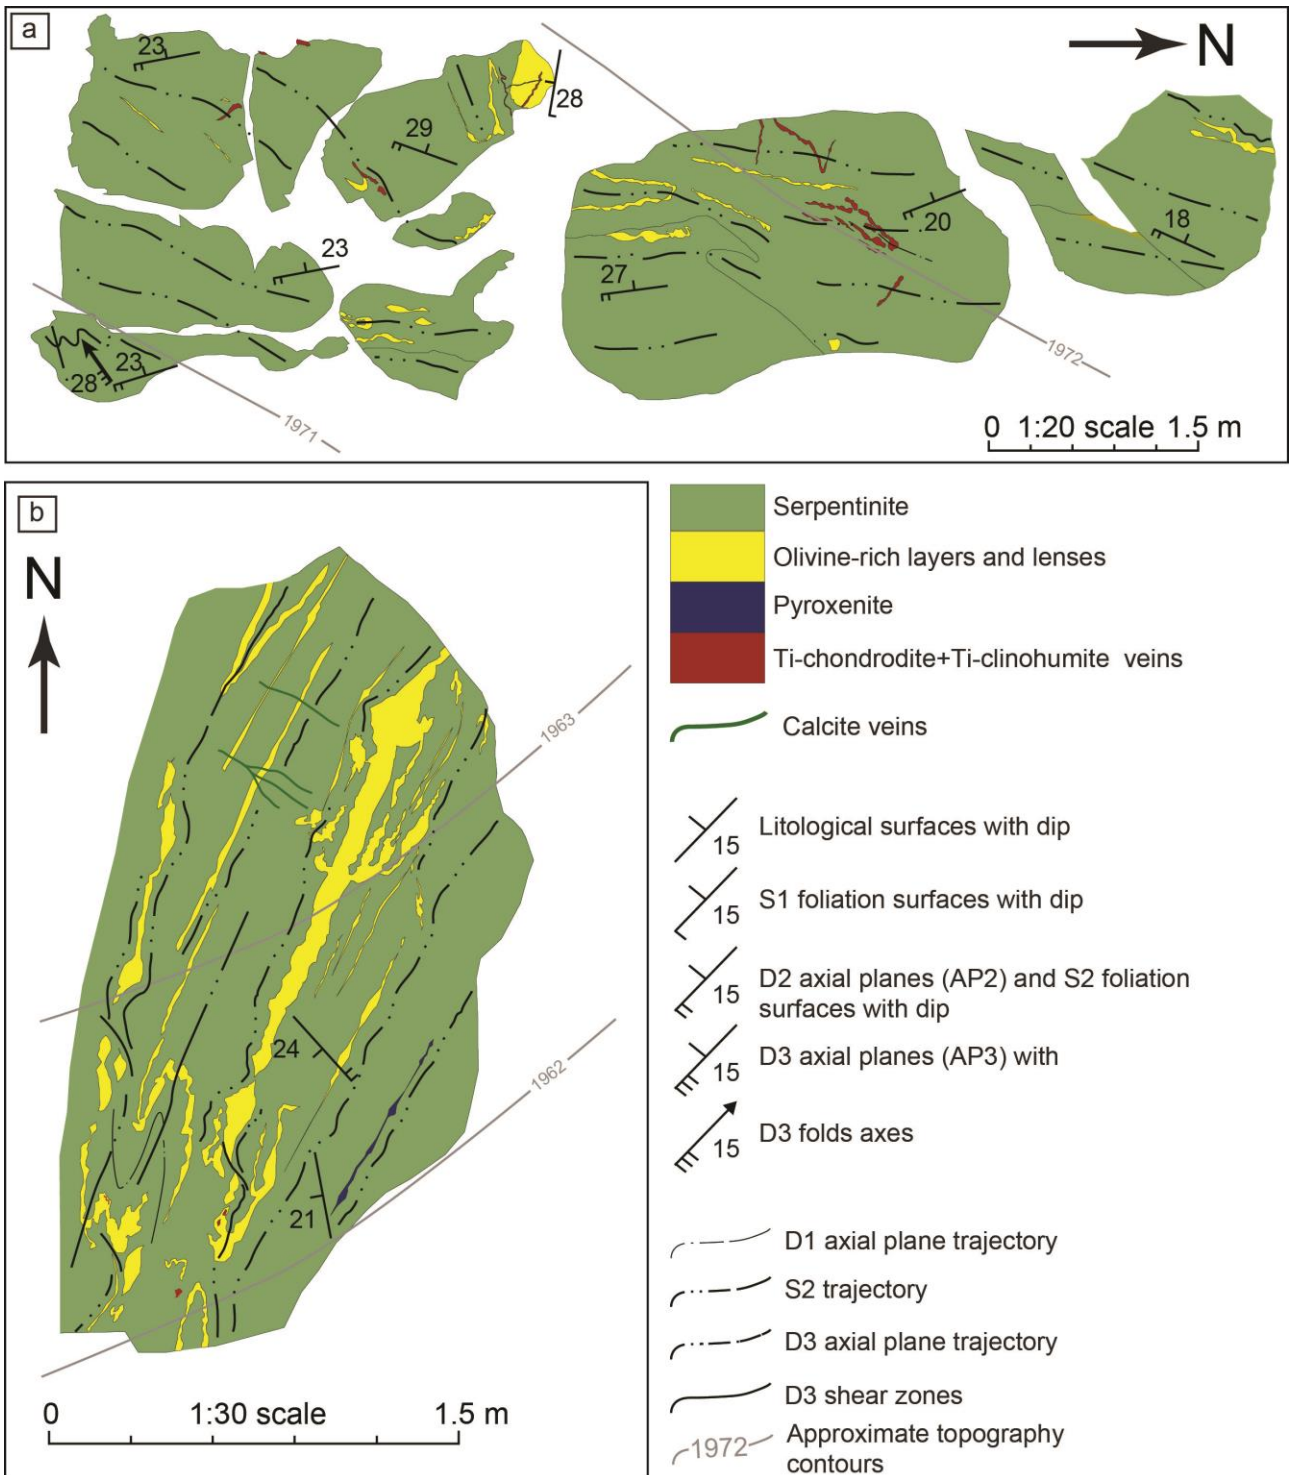 a
N
23
28
29
23
23
28
1971
20
27
18
1972
0 1:20 scale 1.5 m
b
N
1963
24
1962
21
0 1:30 scale 1.5 m
Serpentinite
Olivine-rich layers and lenses
Pyroxenite
Ti-chondrodite+Ti-clinohumite veins
Calcite veins
15 Litological surfaces with dip
15 S1 foliation surfaces with dip
15 D2 axial planes (AP2) and S2 foliation
surfaces with dip
15 D3 axial planes (AP3) with
15 D3 folds axes
D1 axial plane trajectory
S2 trajectory
D3 axial plane trajectory
D3 shear zones
1972 Approximate topography
contours